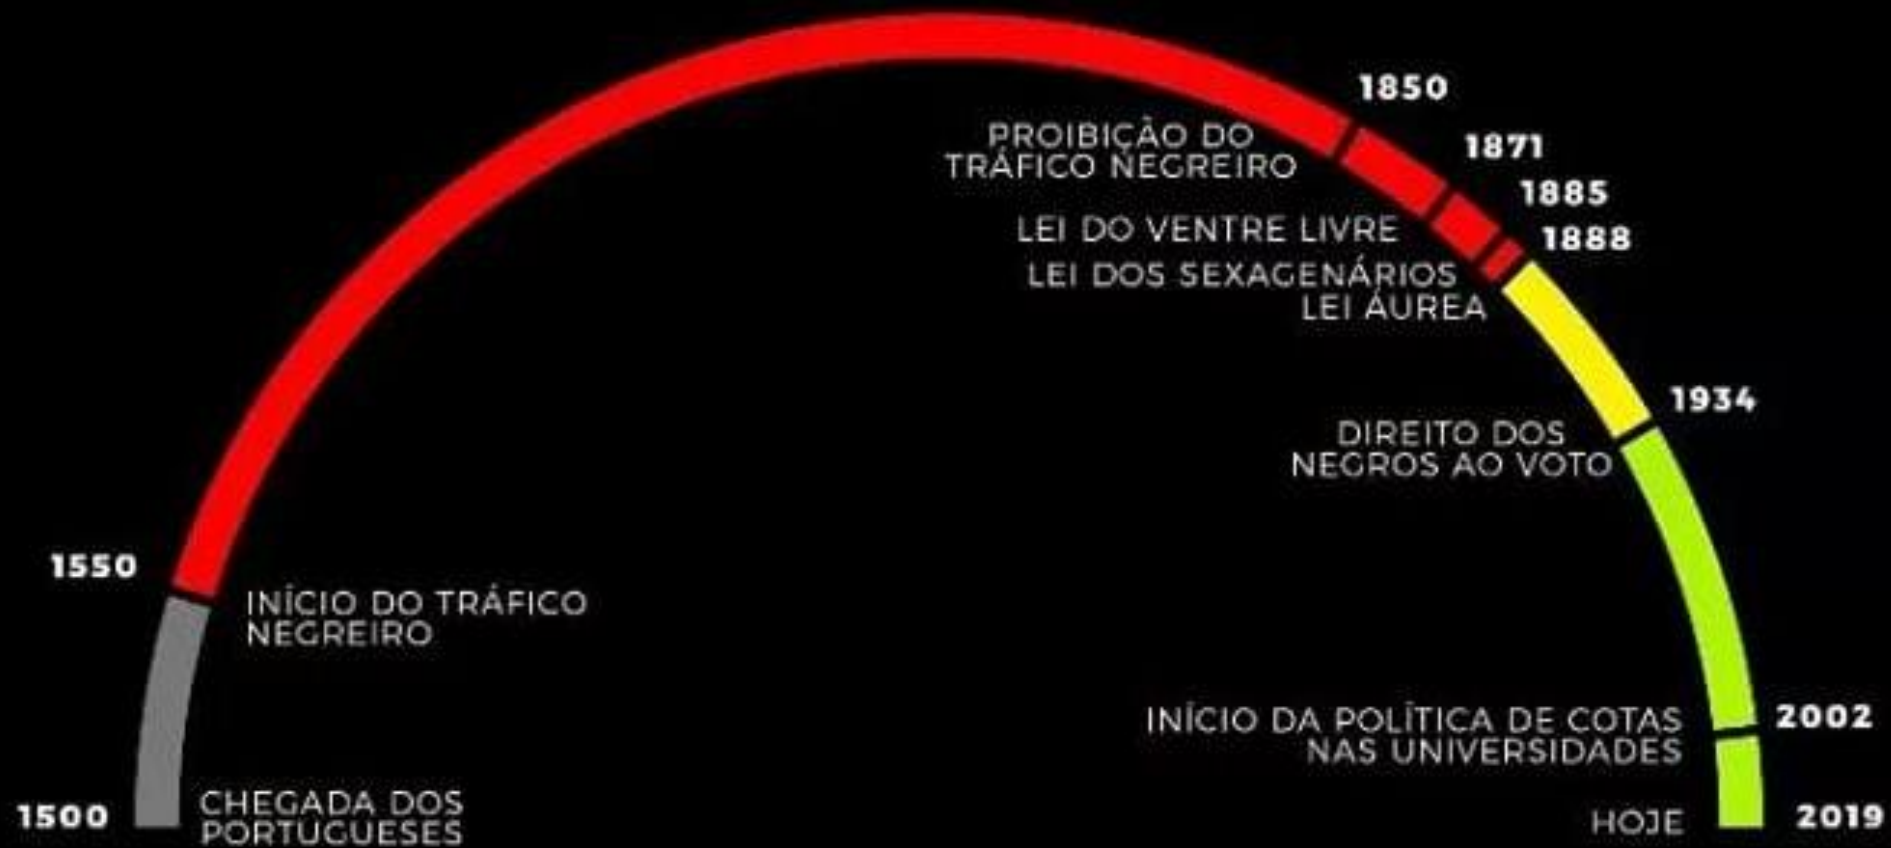 1850
PROIBIÇÃO DO
TRÁFICO NEGREIRO
1871
LEI DO VENTRE LIVRE
1885
LEI DOS SEXAGENÁRIOS
1888
LEI ÁUREA
1934
DIREITO DOS
NEGROS AO VOTO
1550
INÍCIO DO TRÁFICO
NEGREIRO
INÍCIO DA POLÍTICA DE COTAS
NAS UNIVERSIDADES
2002
1500
CHEGADA DOS
PORTUGUESES
HOJE
2019